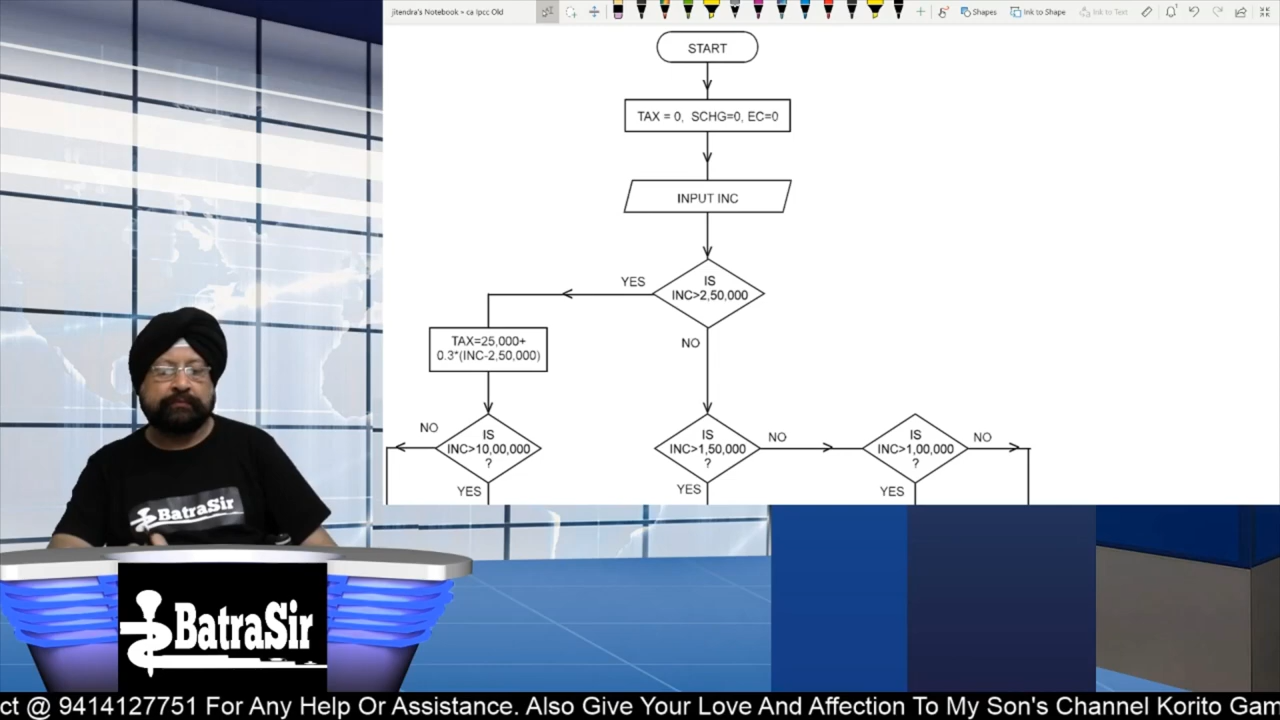 jitendra's Notebook » ca Ipcc Old
Shapes
Ink to Shape
Ink to Text
START
TAX = 0, SCHG=0, EC=0
INPUT INC
YES
IS
INC>2,50,000
TAX=25,000+
0.3*(INC-2,50,000)
NO
NO
IS
INC>10,00,000
YES
IS
INC>1,50,000
?
NO
YES
IS
INC>1,00,000
?
NO
YES
BatraSir
BatraSir
ct @ 9414127751 For Any Help Or Assistance. Also Give Your Love And Affection To My Son's Channel Korito Gam